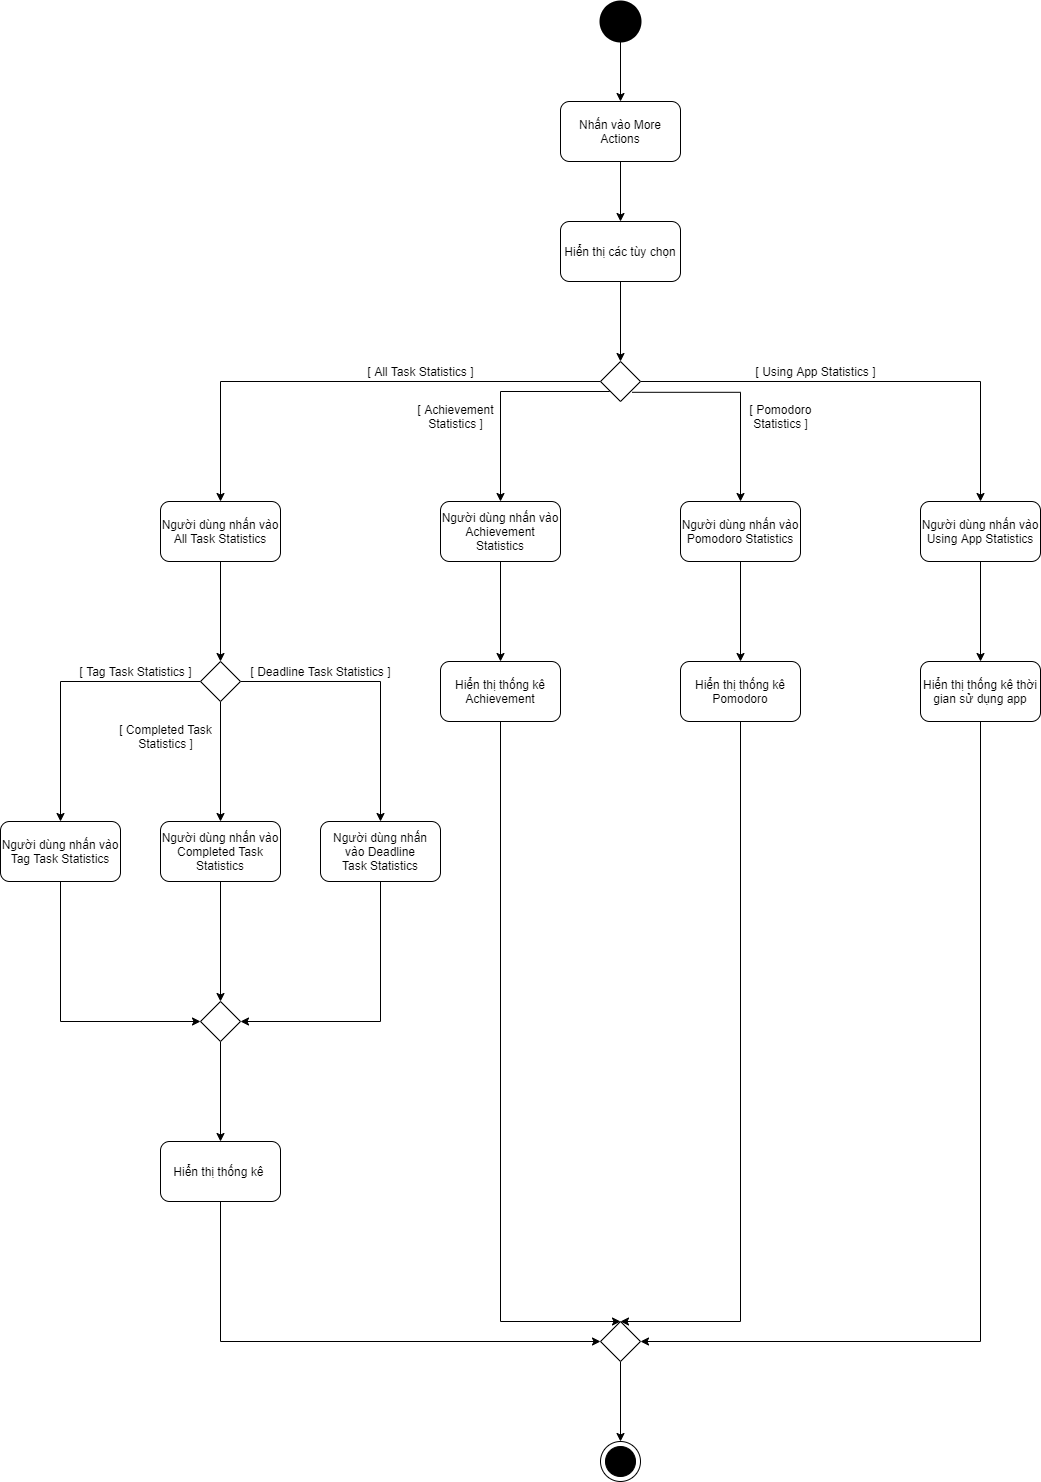 Nhấn vào More
Actions
Hiển thị các tùy chọn
[ All Task Statistics ]
[ Using App Statistics ]
[ Achievement
Statistics ]
[ Pomodoro
Statistics ]
Người dùng nhấn vào
All Task Statistics
Người dùng nhấn vào
Achievement
Statistics
Người dùng nhấn vào
Pomodoro Statistics
Người dùng nhấn vào
Using App Statistics
[ Tag Task Statistics ]
[ Deadline Task Statistics ]
[ Completed Task
Statistics ]
Hiển thị thống kê
Achievement
Hiển thị thống kê
Pomodoro
Hiển thị thống kê thời
gian sử dụng app
Người dùng nhấn vào
Tag Task Statistics
Người dùng nhấn vào
Completed Task
Statistics
Người dùng nhấn
vào Deadline
Task Statistics
Hiển thị thống kê